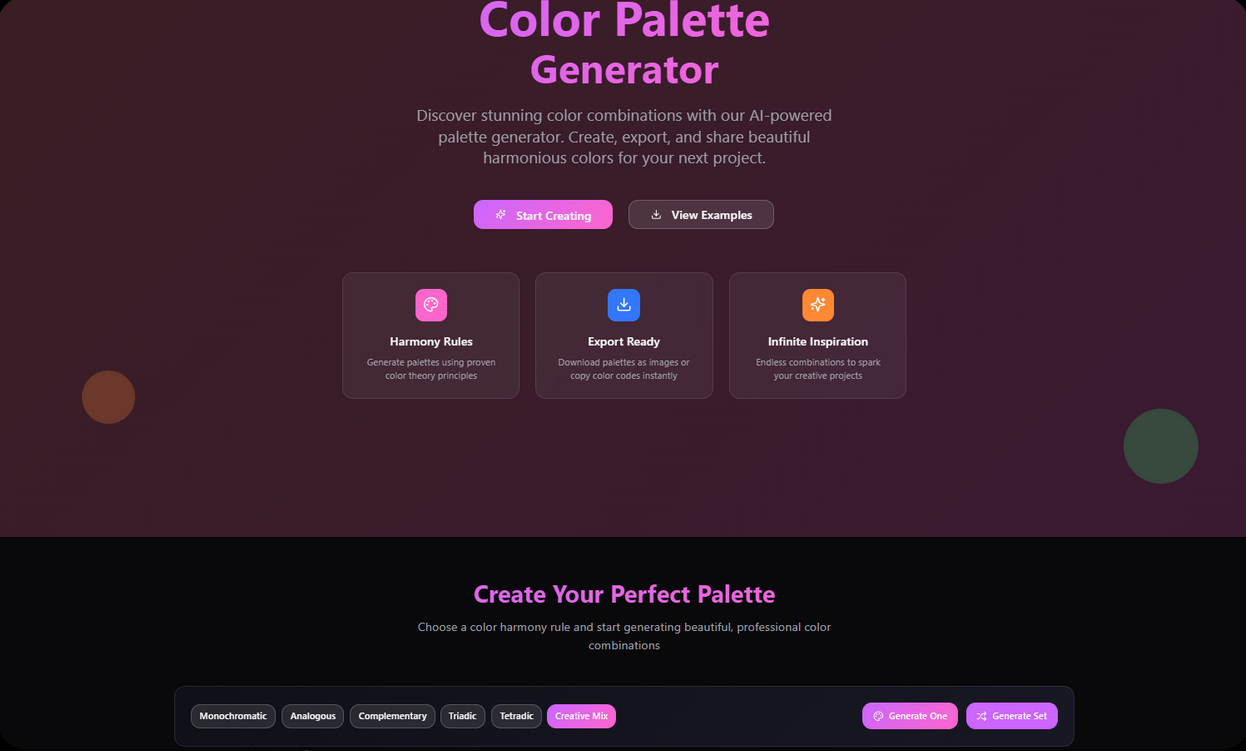 Color Palette
Generator
Discover stunning color combinations with our AI-powered
palette generator. Create, export, and share beautiful
harmonious colors for your next project.
Start Creating
View Examples
Harmony Rules
Generate palettes using proven
color theory principles
Export Ready
Download palettes as images or
copy color codes instantly
Infinite Inspiration
Endless combinations to spark
your creative projects
Create Your Perfect Palette
Choose a color harmony rule and start generating beautiful, professional color
combinations
Monochromatic
Analogous
Complementary
Triadic
Tetradic
Creative Mix
Generate One
Generate Set